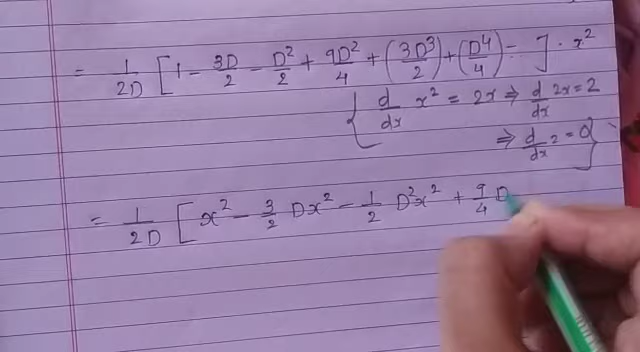 = 1/2D [1 - 3D/2 - D²/2 + 9D²/4 + (3D³/2) + (D⁴/4) - ] · x²
{ d/dx x² = 2x ⇒ d/dx 2x = 2
⇒ d/dx 2 = 0 }
= 1/2D [x² - 3/2 Dx² - 1/2 D²x² + 9/4 D